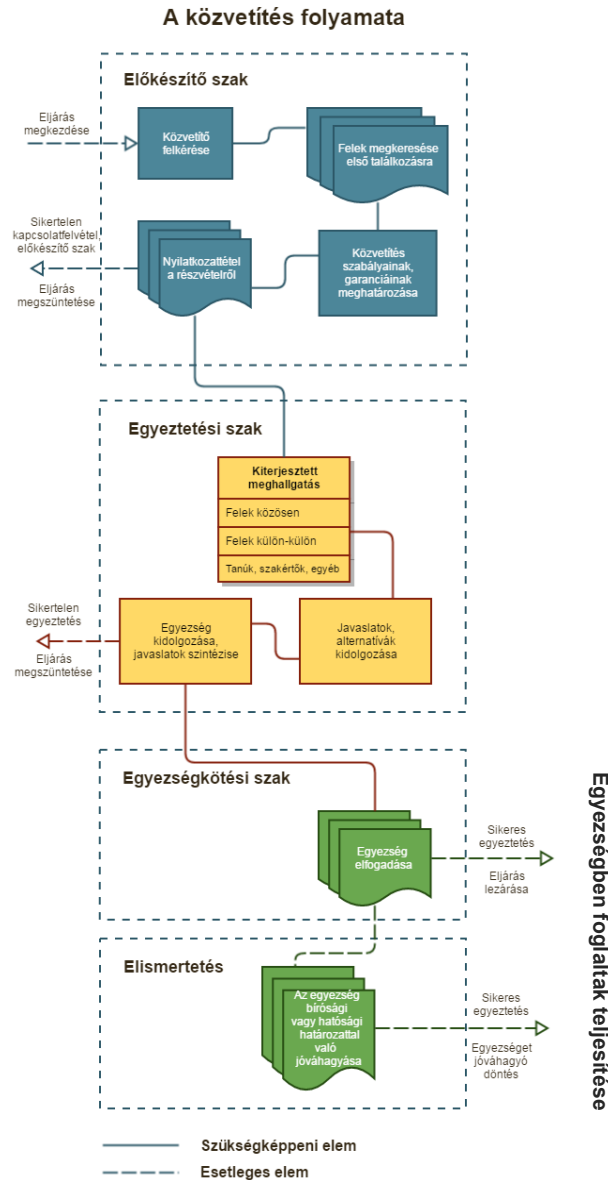 A közvetítés folyamata
Előkészítő szak
Eljárás
megkezdése
Közvetítő
felkérése
Felek megkeresése
első találkozásra
Sikertelen
kapcsolatfelvétel,
előkészítő szak
Eljárás
megszüntetése
Nyilatkozattétel
a részvételről
Közvetítés
szabályainak,
garanciáinak
meghatározása
Egyeztetési szak
Kiterjesztett
meghallgatás
Felek közösen
Felek külön-külön
Tanúk, szakértők, egyéb
Sikertelen
egyeztetés
Eljárás
megszüntetése
Egyezség
kidolgozása,
javaslatok szintézise
Javaslatok,
alternatívák
kidolgozása
Egyezségkötési szak
Egyezség
elfogadása
Sikeres
egyeztetés
Eljárás
lezárása
Elismertetés
Az egyezség
bírósági
vagy hatósági
határozattal
való
jóváhagyása
Sikeres
egyeztetés
Egyezséget
jóváhagyó
döntés
Egyezségben foglaltak teljesítése
Szükségképpeni elem
Esetleges elem